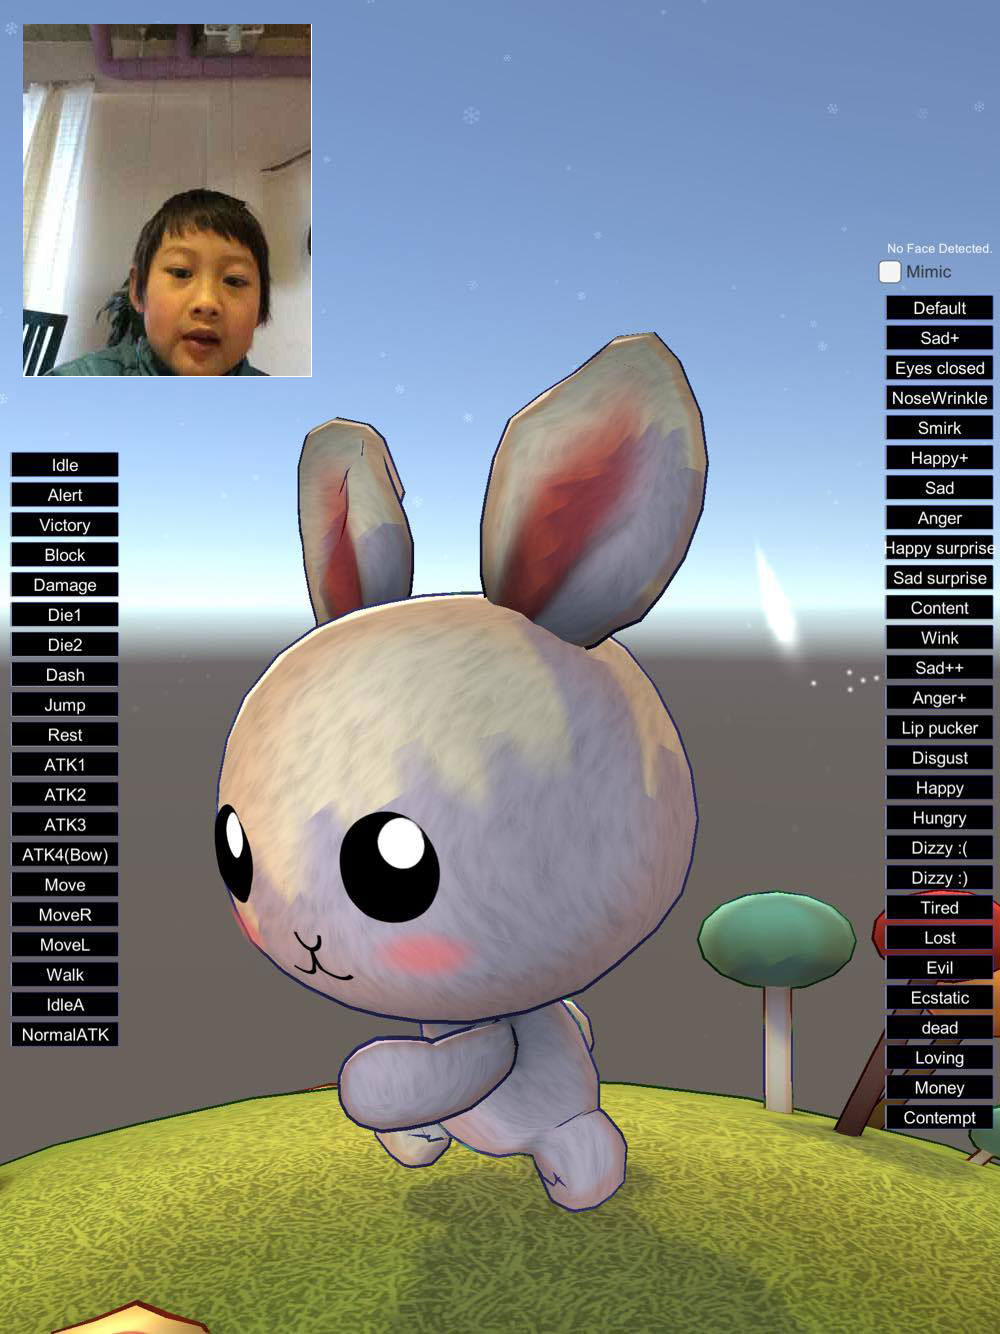 No Face Detected.
Mimic
Default
Sad+
Eyes closed
NoseWrinkle
Smirk
Happy+
Sad
Anger
Happy surprise
Sad surprise
Content
Wink
Sad++
Anger+
Lip pucker
Disgust
Happy
Hungry
Dizzy :(
Dizzy :)
Tired
Lost
Evil
Ecstatic
dead
Loving
Money
Contempt
Idle
Alert
Victory
Block
Damage
Die1
Die2
Dash
Jump
Rest
ATK1
ATK2
ATK3
ATK4(Bow)
Move
MoveR
MoveL
Walk
IdleA
NormalATK